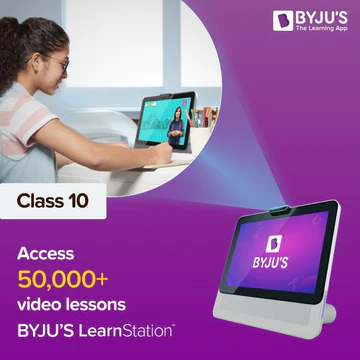 BYJU'S
The Learning App
Class 10
Access
50,000+
video lessons
BYJU'S LearnStation™
BYJU'S